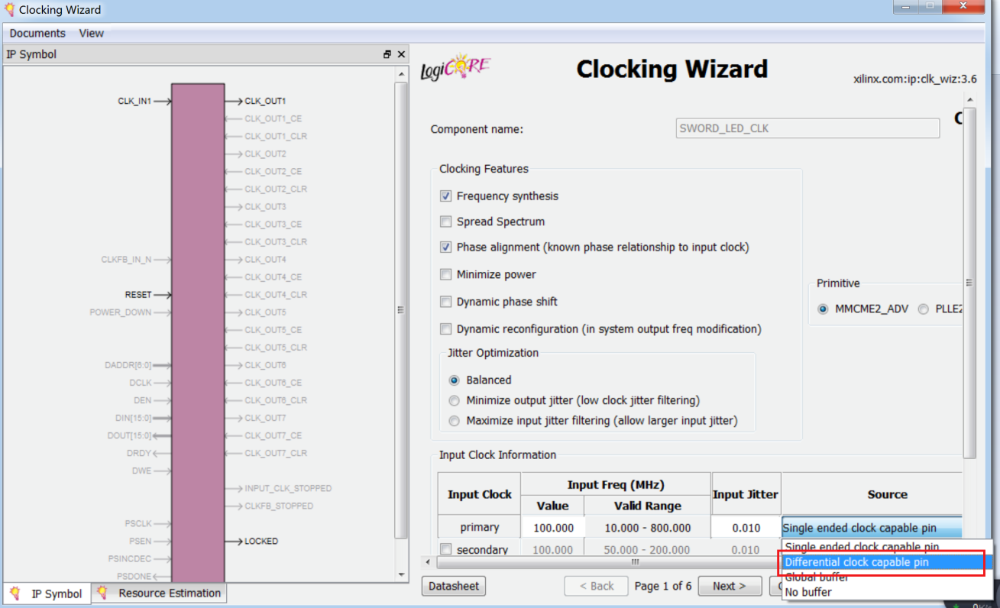 Clocking Wizard
Documents View
IP Symbol
CLK_IN1
CLKFB_IN_N
RESET
POWER_DOWN
DADDR[6:0]
DCLK
DEN
DIN[15:0]
DOUT[15:0]
DRDY
DWE
PSCLK
PSEN
PSINCDEC
PSDONE
CLK_OUT1
CLK_OUT1_CE
CLK_OUT1_CLR
CLK_OUT2
CLK_OUT2_CE
CLK_OUT2_CLR
CLK_OUT3
CLK_OUT3_CE
CLK_OUT3_CLR
CLK_OUT4
CLK_OUT4_CE
CLK_OUT4_CLR
CLK_OUT5
CLK_OUT5_CE
CLK_OUT5_CLR
CLK_OUT6
CLK_OUT6_CE
CLK_OUT6_CLR
CLK_OUT7
CLK_OUT7_CE
CLK_OUT7_CLR
INPUT_CLK_STOPPED
CLKFB_STOPPED
LOCKED
IP Symbol
Resource Estimation
LogiCORE
Clocking Wizard
xilinx.com:ip:clk_wiz:3.6
Component name:
SWORD_LED_CLK
Clocking Features
Frequency synthesis
Spread Spectrum
Phase alignment (known phase relationship to input clock)
Minimize power
Dynamic phase shift
Dynamic reconfiguration (in system output freq modification)
Primitive
MMCME2_ADV PLLE2
Jitter Optimization
Balanced
Minimize output jitter (low clock jitter filtering)
Maximize input jitter filtering (allow larger input jitter)
Input Clock Information
Input Clock Input Freq (MHz) Input Jitter Source
Value Valid Range
primary 100.000 10.000 - 800.000 0.010 Single ended clock capable pin
secondary 100.000 50.000 - 200.000 0.010
Single ended clock capable pin
Differential clock capable pin
Global buffer
No buffer
Datasheet < Back Page 1 of 6 Next >